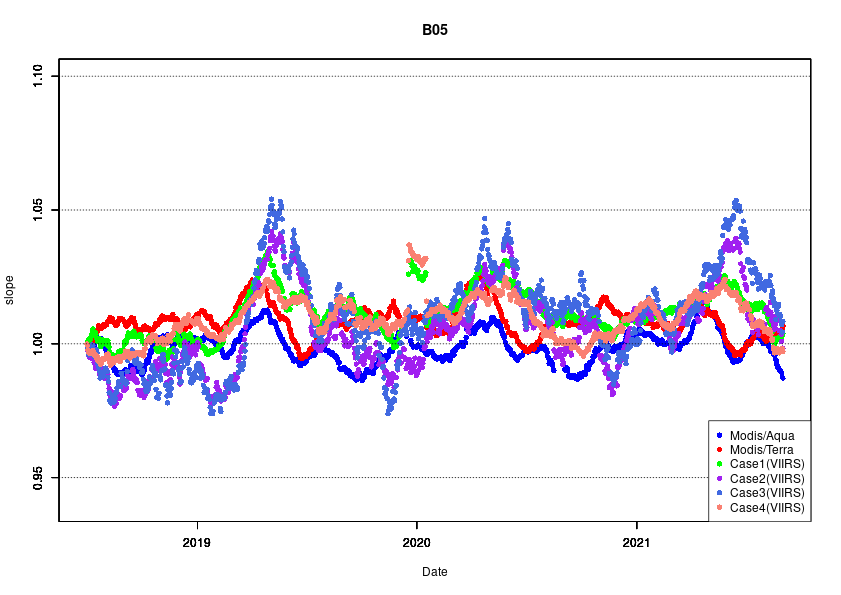 B05
1.10
1.05
1.00
0.95
slope
2019
2020
2021
Date
Modis/Aqua
Modis/Terra
Case1(VIIRS)
Case2(VIIRS)
Case3(VIIRS)
Case4(VIIRS)